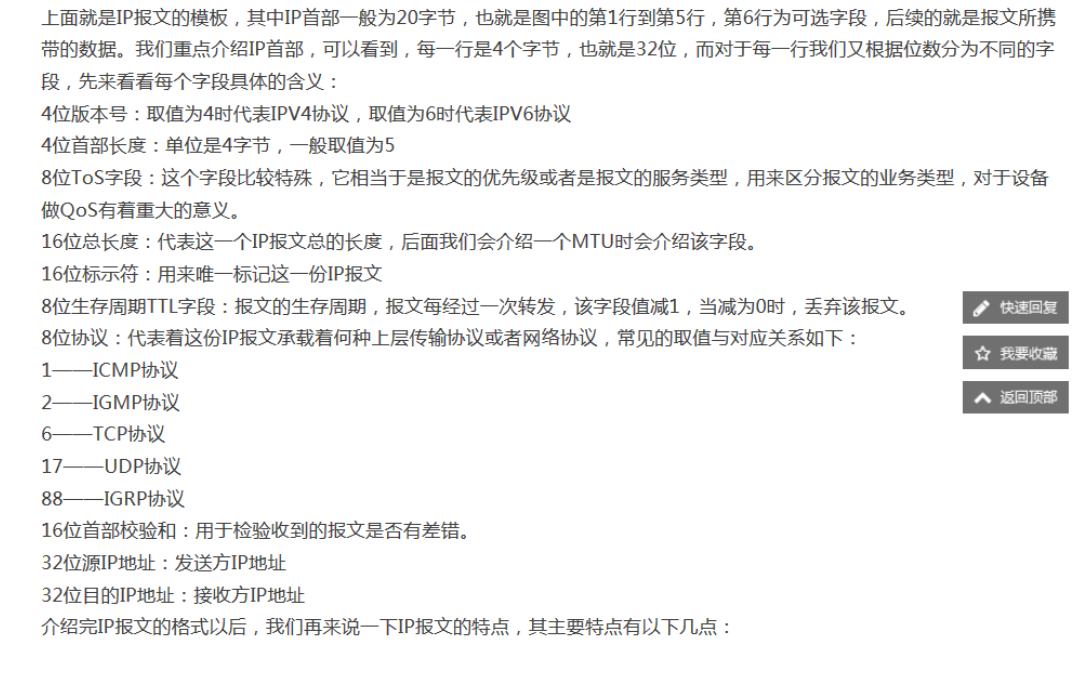 上面就是IP报文的模板，其中IP首部一般为20字节，也就是图中的第1行到第5行，第6行为可选字段，后续的就是报文所携
带的数据。我们重点介绍IP首部，可以看到，每一行是4个字节，也就是32位，而对于每一行我们又根据位数分为不同的字
段，先来看看每个字段具体的含义：
4位版本号：取值为4时代表IPV4协议，取值为6时代表IPV6协议
4位首部长度：单位是4字节，一般取值为5
8位ToS字段：这个字段比较特殊，它相当于是报文的优先级或者是报文的服务类型，用来区分报文的业务类型，对于设备
做QoS有着重大的意义。
16位总长度：代表这一个IP报文总的长度，后面我们会介绍一个MTU时会介绍该字段。
16位标示符：用来唯一标记这一份IP报文
8位生存周期TTL字段：报文的生存周期，报文每经过一次转发，该字段值减1，当减为0时，丢弃该报文。
8位协议：代表着这份IP报文承载着何种上层传输协议或者网络协议，常见的取值与对应关系如下：
1——ICMP协议
2——IGMP协议
6——TCP协议
17——UDP协议
88——IGRP协议
16位首部校验和：用于检验收到的报文是否有差错。
32位源IP地址：发送方IP地址
32位目的IP地址：接收方IP地址
介绍完IP报文的格式以后，我们再来说一下IP报文的特点，其主要特点有以下几点：
快速回复
我要收藏
返回顶部